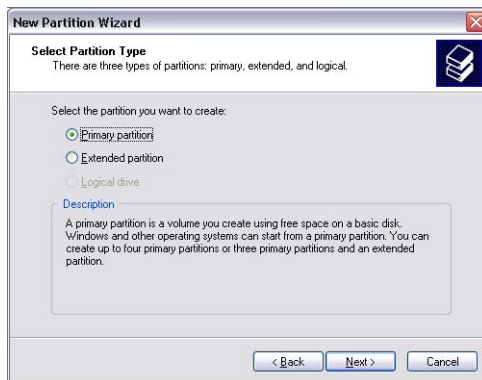 New Partition Wizard
Select Partition Type
There are three types of partitions: primary, extended, and logical.
Select the partition you want to create:
Primary partition
Extended partition
Logical drive
Description
A primary partition is a volume you create using free space on a basic disk.
Windows and other operating systems can start from a primary partition. You can
create up to four primary partitions or three primary partitions and an extended
partition.
< Back
Next >
Cancel